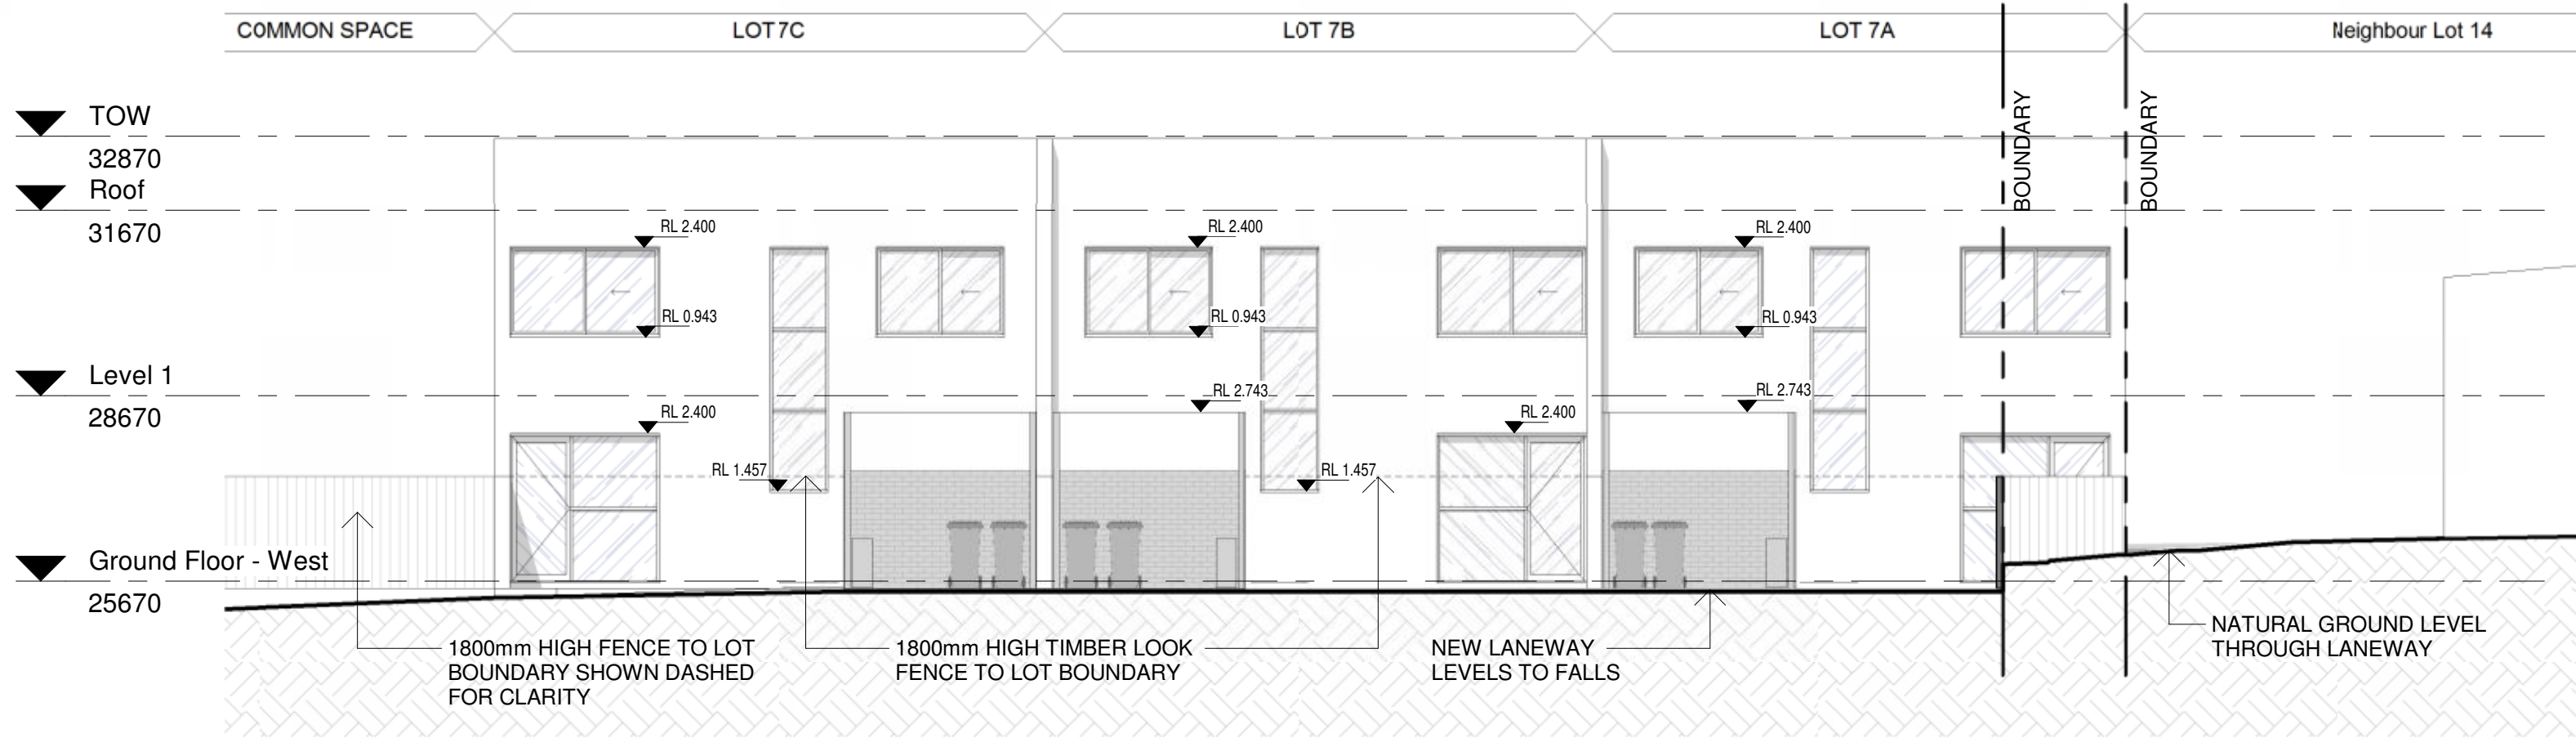 COMMON SPACE
LOT 7C
LOT 7B
LOT 7A
Neighbour Lot 14
BOUNDARY
BOUNDARY
TOW
32870
Roof
31670
RL 2.400
RL 2.400
RL 2.400
RL 0.943
RL 0.943
RL 0.943
Level 1
28670
RL 2.743
RL 2.743
RL 2.400
RL 2.400
RL 1.457
RL 1.457
Ground Floor - West
25670
1800mm HIGH FENCE TO LOT
BOUNDARY SHOWN DASHED
FOR CLARITY
1800mm HIGH TIMBER LOOK
FENCE TO LOT BOUNDARY
NEW LANEWAY
LEVELS TO FALLS
NATURAL GROUND LEVEL
THROUGH LANEWAY